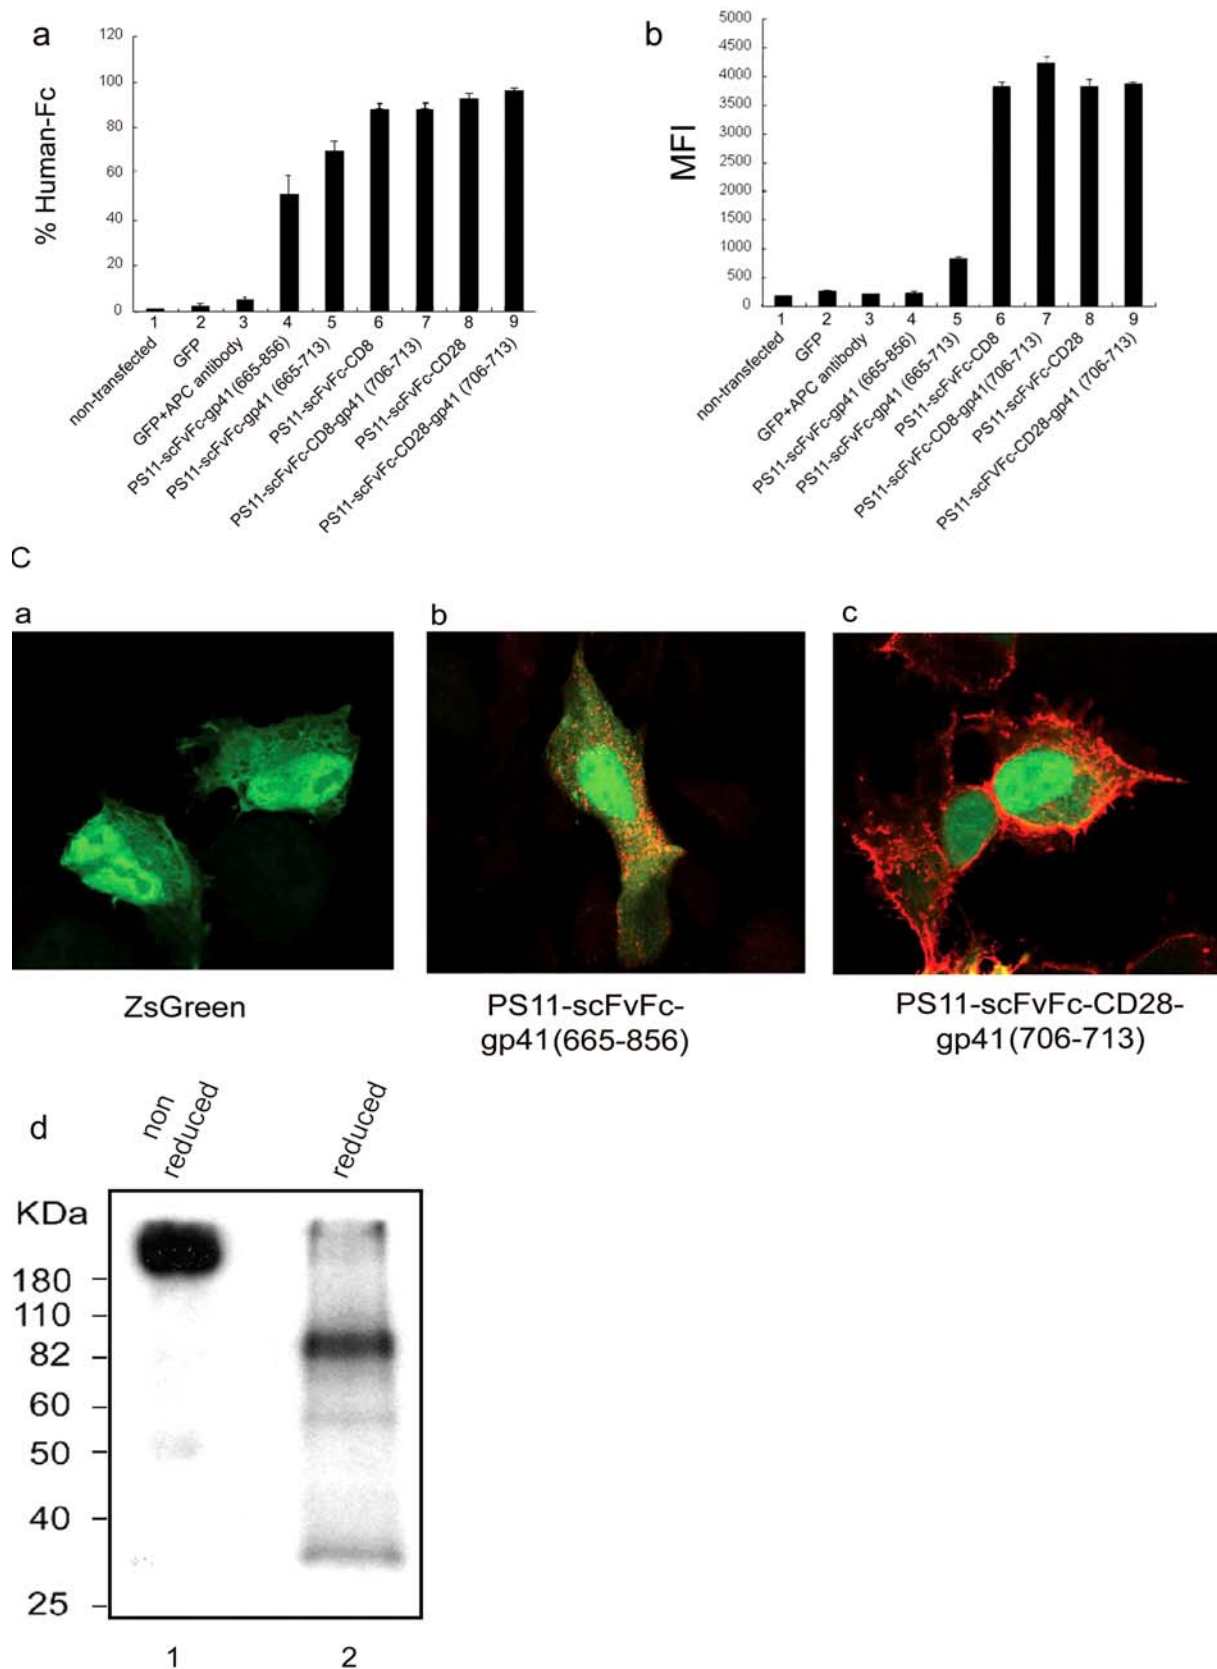 a
120
100
80
60
40
20
0
% Human-Fc
1 2 3 4 5 6 7 8 9
non-transfected
GFP
GFP+APC antibody
PS11-scFvFc-gp41 (665-856)
PS11-scFvFc-gp41 (665-713)
PS11-scFvFc-CD8
PS11-scFvFc-CD8-gp41 (706-713)
PS11-scFvFc-CD28
PS11-scFvFc-CD28-gp41 (706-713)
b
5000
4500
4000
3500
3000
2500
2000
1500
1000
500
0
MFI
1 2 3 4 5 6 7 8 9
non-transfected
GFP
GFP+APC antibody
PS11-scFvFc-gp41 (665-856)
PS11-scFvFc-gp41 (665-713)
PS11-scFvFc-CD8
PS11-scFvFc-CD8-gp41(706-713)
PS11-scFvFc-CD28
PS11-scFvFc-CD28-gp41 (706-713)
C
a
b
c
ZsGreen
PS11-scFvFc-
gp41(665-856)
PS11-scFvFc-CD28-
gp41(706-713)
d
non
reduced
reduced
KDa
180
110
82
60
50
40
25
1 2